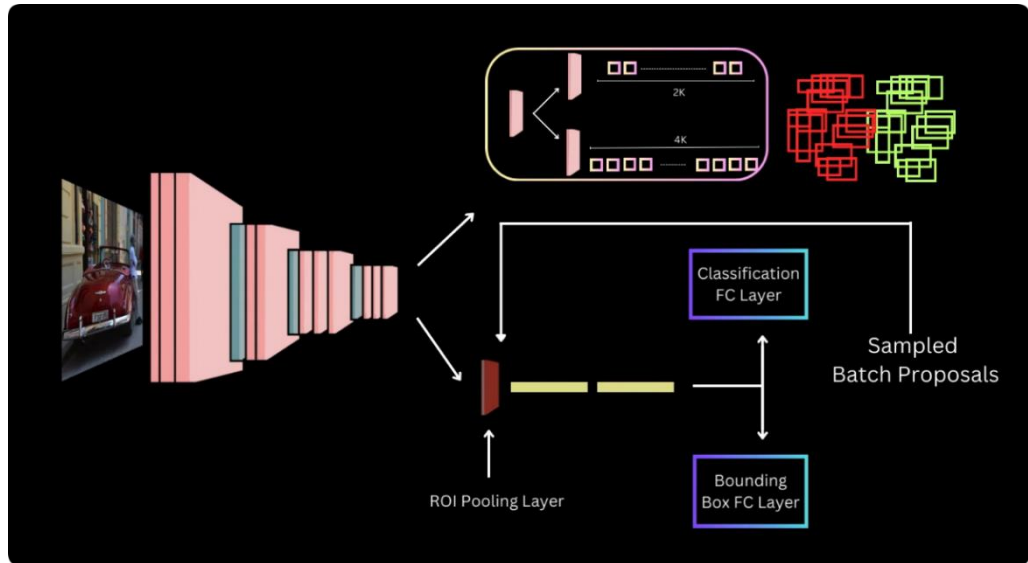 2K
4K
Classification
FC Layer
Sampled
Batch Proposals
Bounding
Box FC Layer
ROI Pooling Layer